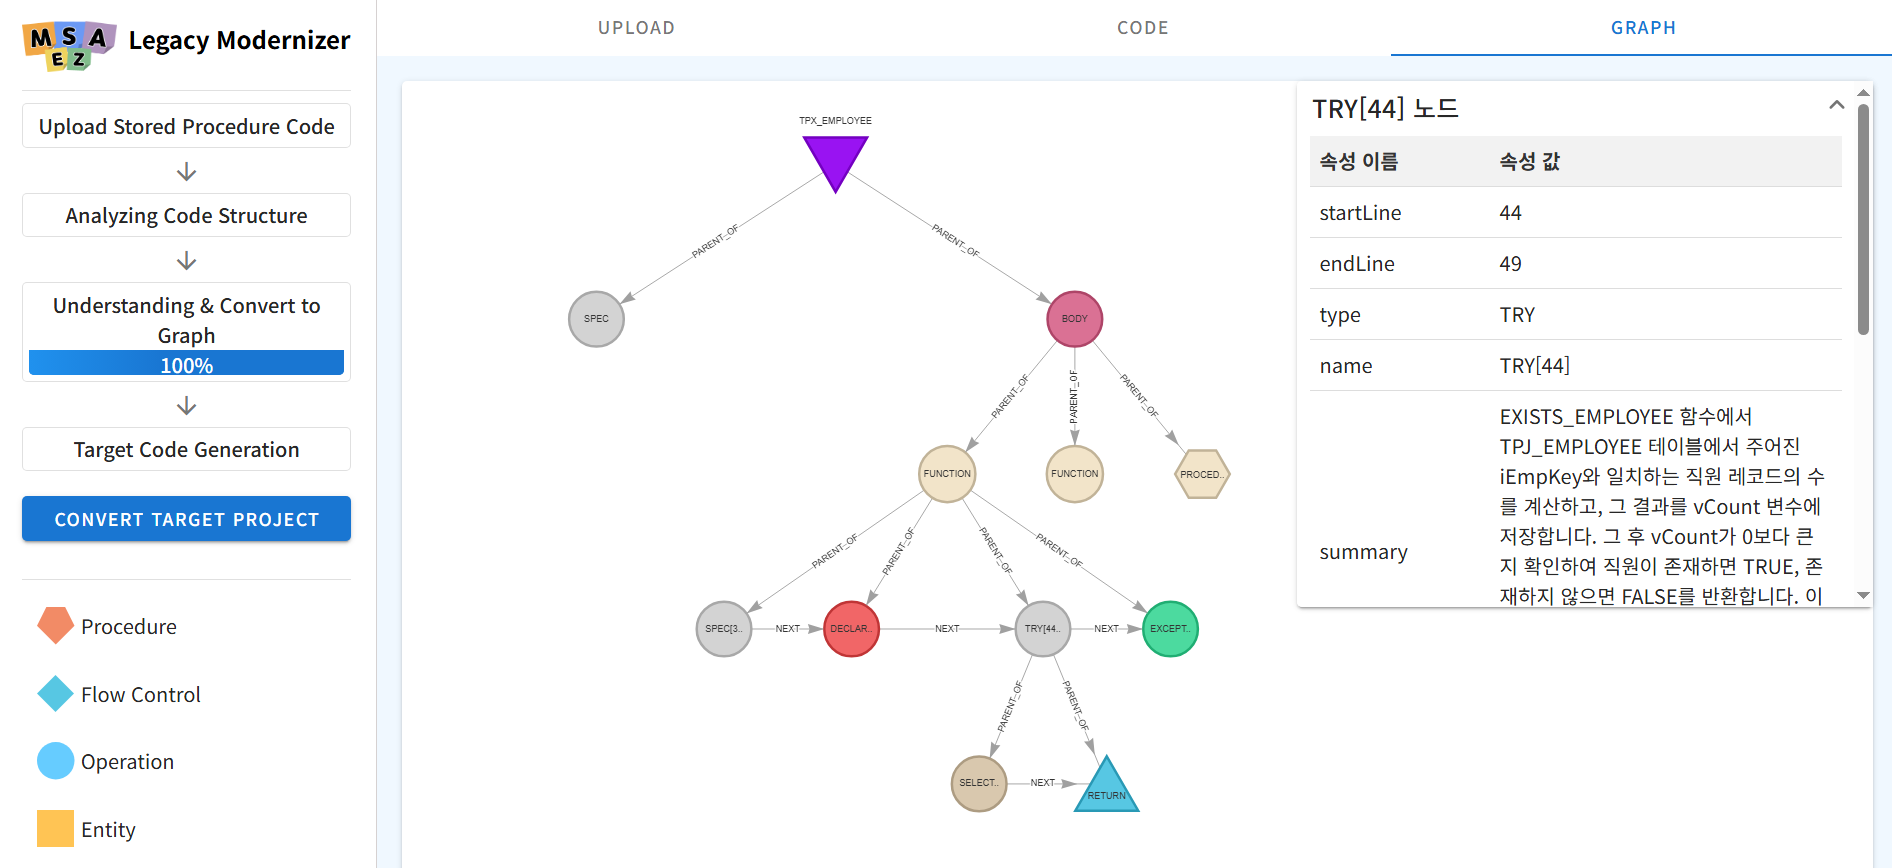 MSA EZ Legacy Modernizer
UPLOAD
CODE
GRAPH
Upload Stored Procedure Code
Analyzing Code Structure
Understanding & Convert to
Graph
100%
Target Code Generation
CONVERT TARGET PROJECT
Procedure
Flow Control
Operation
Entity
TPX_EMPLOYEE
PARENT_OF
PARENT_OF
SPEC
BODY
PARENT_OF
PARENT_OF
PARENT_OF
FUNCTION
FUNCTION
PROCED..
PARENT_OF
PARENT_OF
PARENT_OF
PARENT_OF
SPEC[3..
NEXT
DECLAR..
NEXT
TRY[44..
NEXT
EXCEPT..
PARENT_OF
PARENT_OF
SELECT..
NEXT
RETURN
TRY[44] 노드
속성 이름 속성 값
startLine 44
endLine 49
type TRY
name TRY[44]
summary
EXISTS_EMPLOYEE 함수에서
TPJ_EMPLOYEE 테이블에서 주어진
iEmpKey와 일치하는 직원 레코드의 수
를 계산하고, 그 결과를 vCount 변수에
저장합니다. 그 후 vCount가 0보다 큰
지 확인하여 직원이 존재하면 TRUE, 존
재하지 않으면 FALSE를 반환합니다. 이